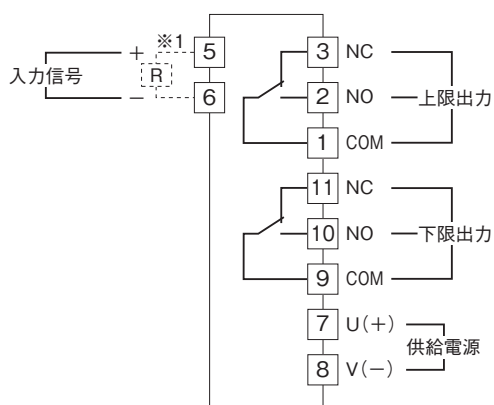 ※1
入力信号
+
R
−
5
6
3 NC
2 NO
1 COM
上限出力
11 NC
10 NO
9 COM
下限出力
7 U(+)
8 V(−)
供給電源